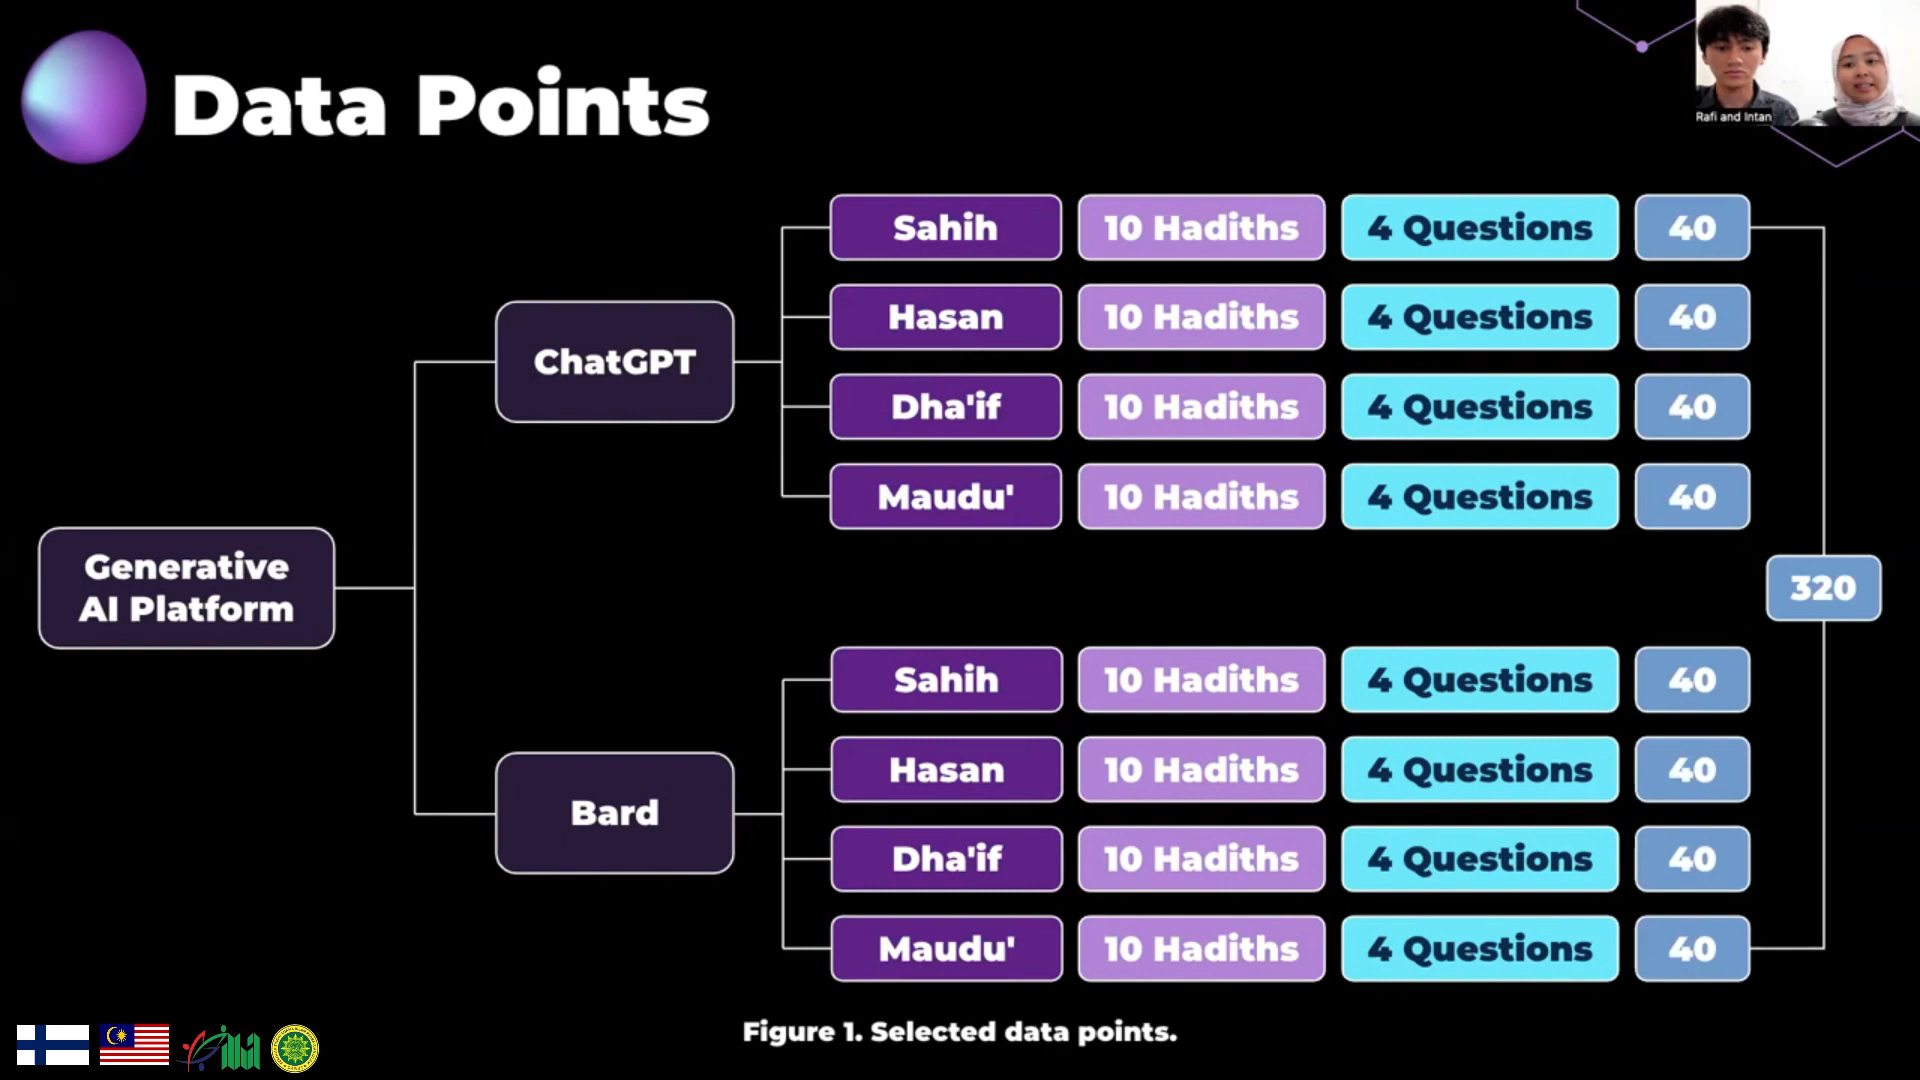 Data Points
Rafi and Intan
Generative
AI Platform
ChatGPT
Sahih 10 Hadiths 4 Questions 40
Hasan 10 Hadiths 4 Questions 40
Dha'if 10 Hadiths 4 Questions 40
Maudu' 10 Hadiths 4 Questions 40
320
Bard
Sahih 10 Hadiths 4 Questions 40
Hasan 10 Hadiths 4 Questions 40
Dha'if 10 Hadiths 4 Questions 40
Maudu' 10 Hadiths 4 Questions 40
Figure 1. Selected data points.